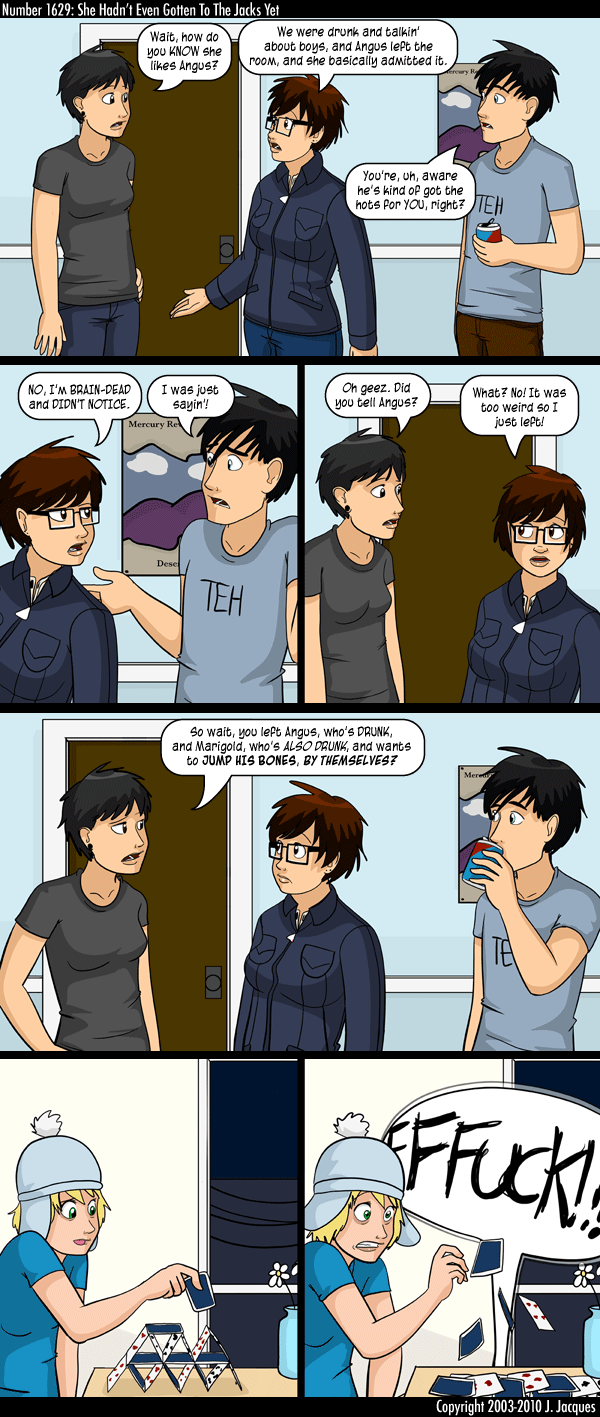 Number 1629: She Hadn't Even Gotten To The Jacks Yet
Wait, how do
you KNOW she
likes Angus?
We were drunk and talkin'
about boys, and Angus left the
room, and she basically admitted it.
You're, uh, aware
he's kind of got the
hots for YOU, right?
TEH
NO, I'M BRAIN-DEAD
and DIDN'T NOTICE.
I was just
sayin'!
Mercury Rev
Deser
TEH
Oh geez. Did
you tell Angus?
What? No! It was
too weird so I
just left!
So wait, you left Angus, who's DRUNK,
and Marigold, who's ALSO DRUNK, and wants
to JUMP HIS BONES, BY THEMSELVES?
TE
FFFUCK!!
Copyright 2003-2010 J. Jacques